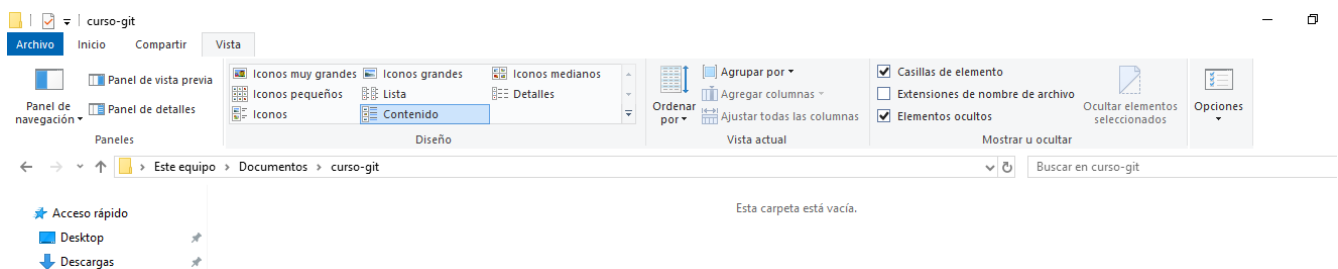 curso-git
Archivo Inicio Compartir Vista
Panel de navegación
Panel de vista previa
Panel de detalles
Paneles
Iconos muy grandes Iconos grandes Iconos medianos
Iconos pequeños Lista Detalles
Iconos Contenido
Diseño
Ordenar por
Agrupar por
Agregar columnas
Ajustar todas las columnas
Vista actual
Casillas de elemento
Extensiones de nombre de archivo
Elementos ocultos
Ocultar elementos seleccionados
Mostrar u ocultar
Opciones
Este equipo > Documentos > curso-git
Buscar en curso-git
Acceso rápido
Desktop
Descargas
Esta carpeta está vacía.